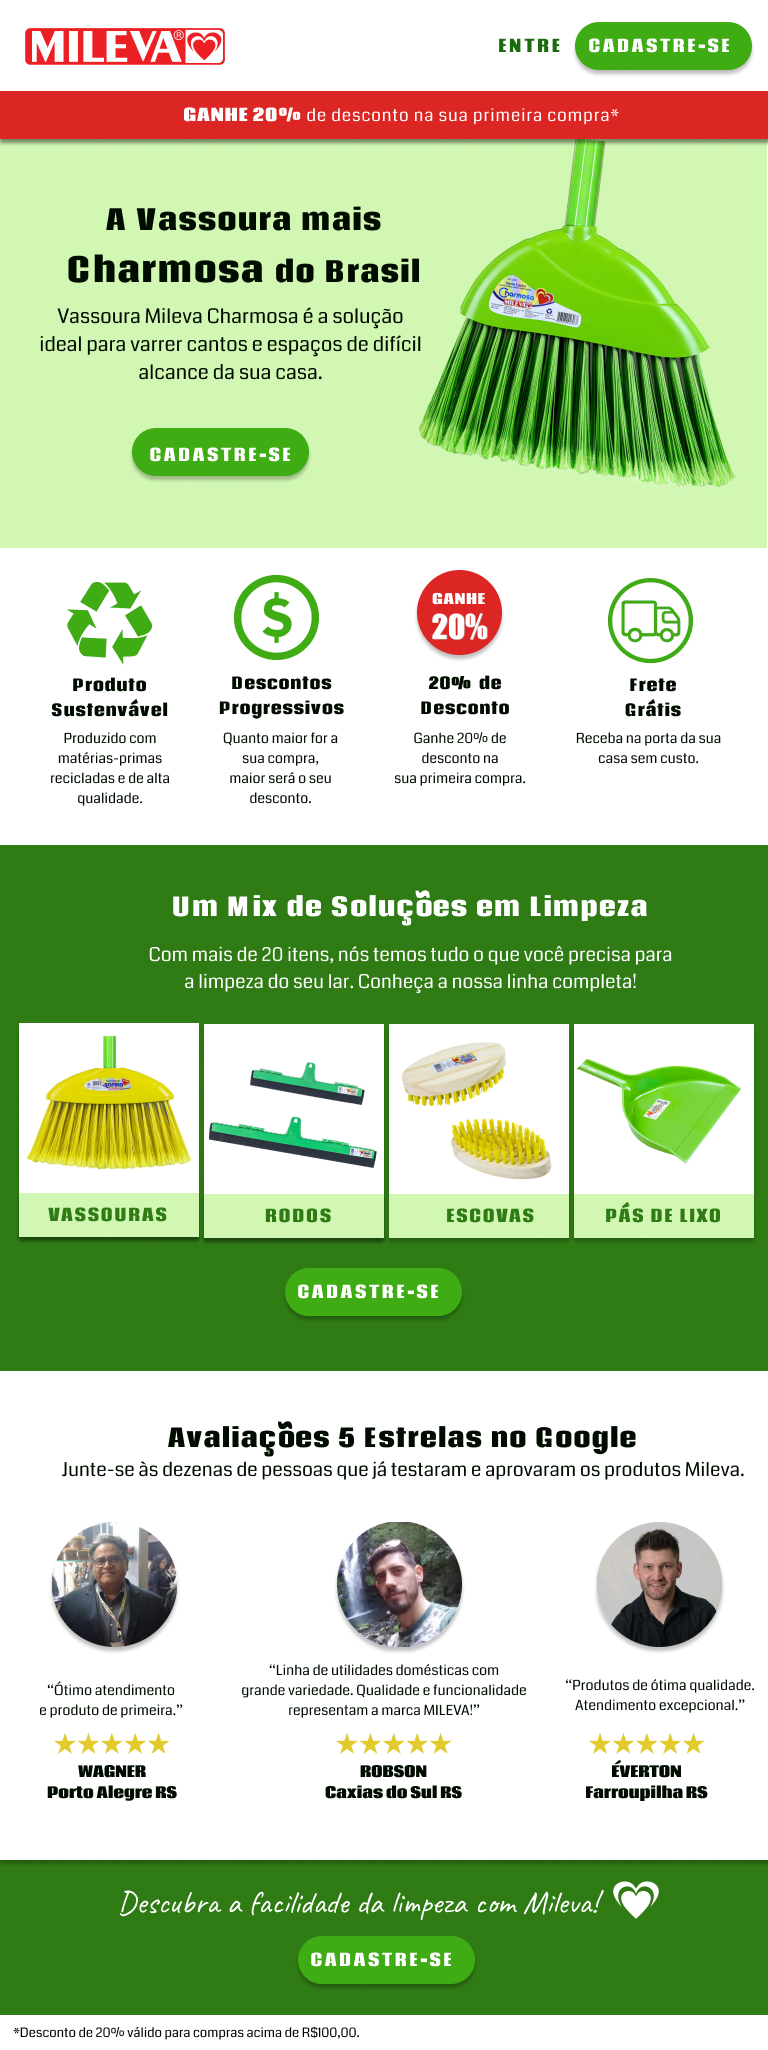 MILEVA®
ENTRE
CADASTRE-SE
GANHE 20% de desconto na sua primeira compra*
A Vassoura mais
Charmosa do Brasil
Vassoura Mileva Charmosa é a solução
ideal para varrer cantos e espaços de difícil
alcance da sua casa.
Charmosa
MILEVA
CADASTRE-SE
GANHE
20%
Produto
Sustenvável
Produzido com
matérias-primas
recicladas e de alta
qualidade.
Descontos
Progressivos
Quanto maior for a
sua compra,
maior será o seu
desconto.
20% de
Desconto
Ganhe 20% de
desconto na
sua primeira compra.
Frete
Grátis
Receba na porta da sua
casa sem custo.
Um Mix de Soluções em Limpeza
Com mais de 20 itens, nós temos tudo o que você precisa para
a limpeza do seu lar. Conheça a nossa linha completa!
VASSOURAS
RODOS
ESCOVAS
PÁS DE LIXO
CADASTRE-SE
Avaliações 5 Estrelas no Google
Junte-se às dezenas de pessoas que já testaram e aprovaram os produtos Mileva.
“Ótimo atendimento
e produto de primeira.”
WAGNER
Porto Alegre RS
“Linha de utilidades domésticas com
grande variedade. Qualidade e funcionalidade
representam a marca MILEVA!”
ROBSON
Caxias do Sul RS
“Produtos de ótima qualidade.
Atendimento excepcional.”
ÉVERTON
Farroupilha RS
Descubra a facilidade da limpeza com Mileva!
CADASTRE-SE
*Desconto de 20% válido para compras acima de R$100,00.